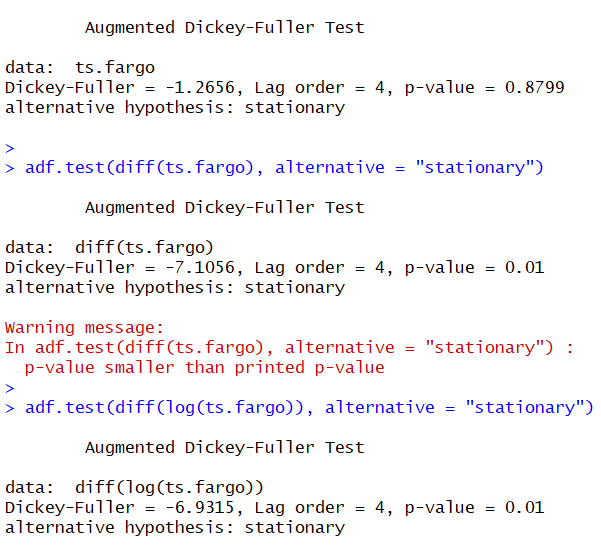 Augmented Dickey-Fuller Test
data:  ts.fargo
Dickey-Fuller = -1.2656, Lag order = 4, p-value = 0.8799
alternative hypothesis: stationary
>
> adf.test(diff(ts.fargo), alternative = "stationary")
Augmented Dickey-Fuller Test
data:  diff(ts.fargo)
Dickey-Fuller = -7.1056, Lag order = 4, p-value = 0.01
alternative hypothesis: stationary
Warning message:
In adf.test(diff(ts.fargo), alternative = "stationary") :
  p-value smaller than printed p-value
>
> adf.test(diff(log(ts.fargo)), alternative = "stationary")
Augmented Dickey-Fuller Test
data:  diff(log(ts.fargo))
Dickey-Fuller = -6.9315, Lag order = 4, p-value = 0.01
alternative hypothesis: stationary